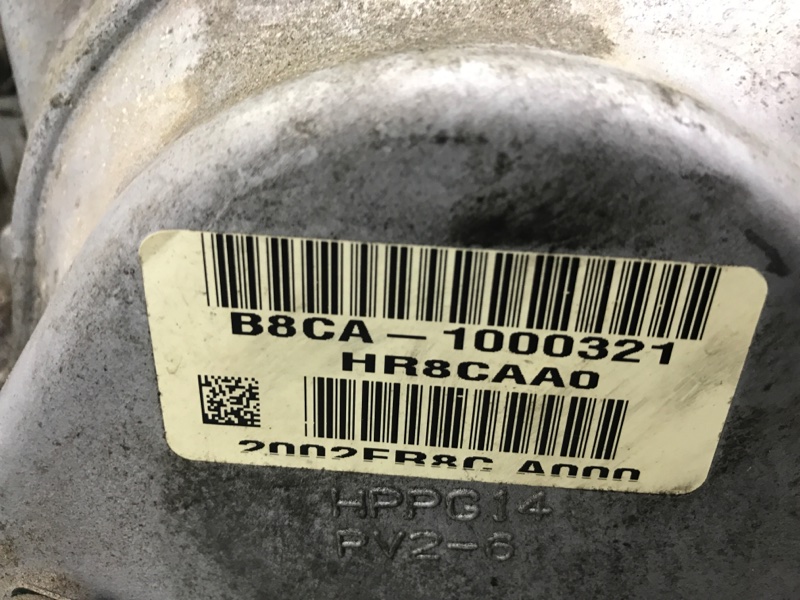 B8CA-1000321
HR8CAA0
2002FR8C A000
HPPG14
PV2-6